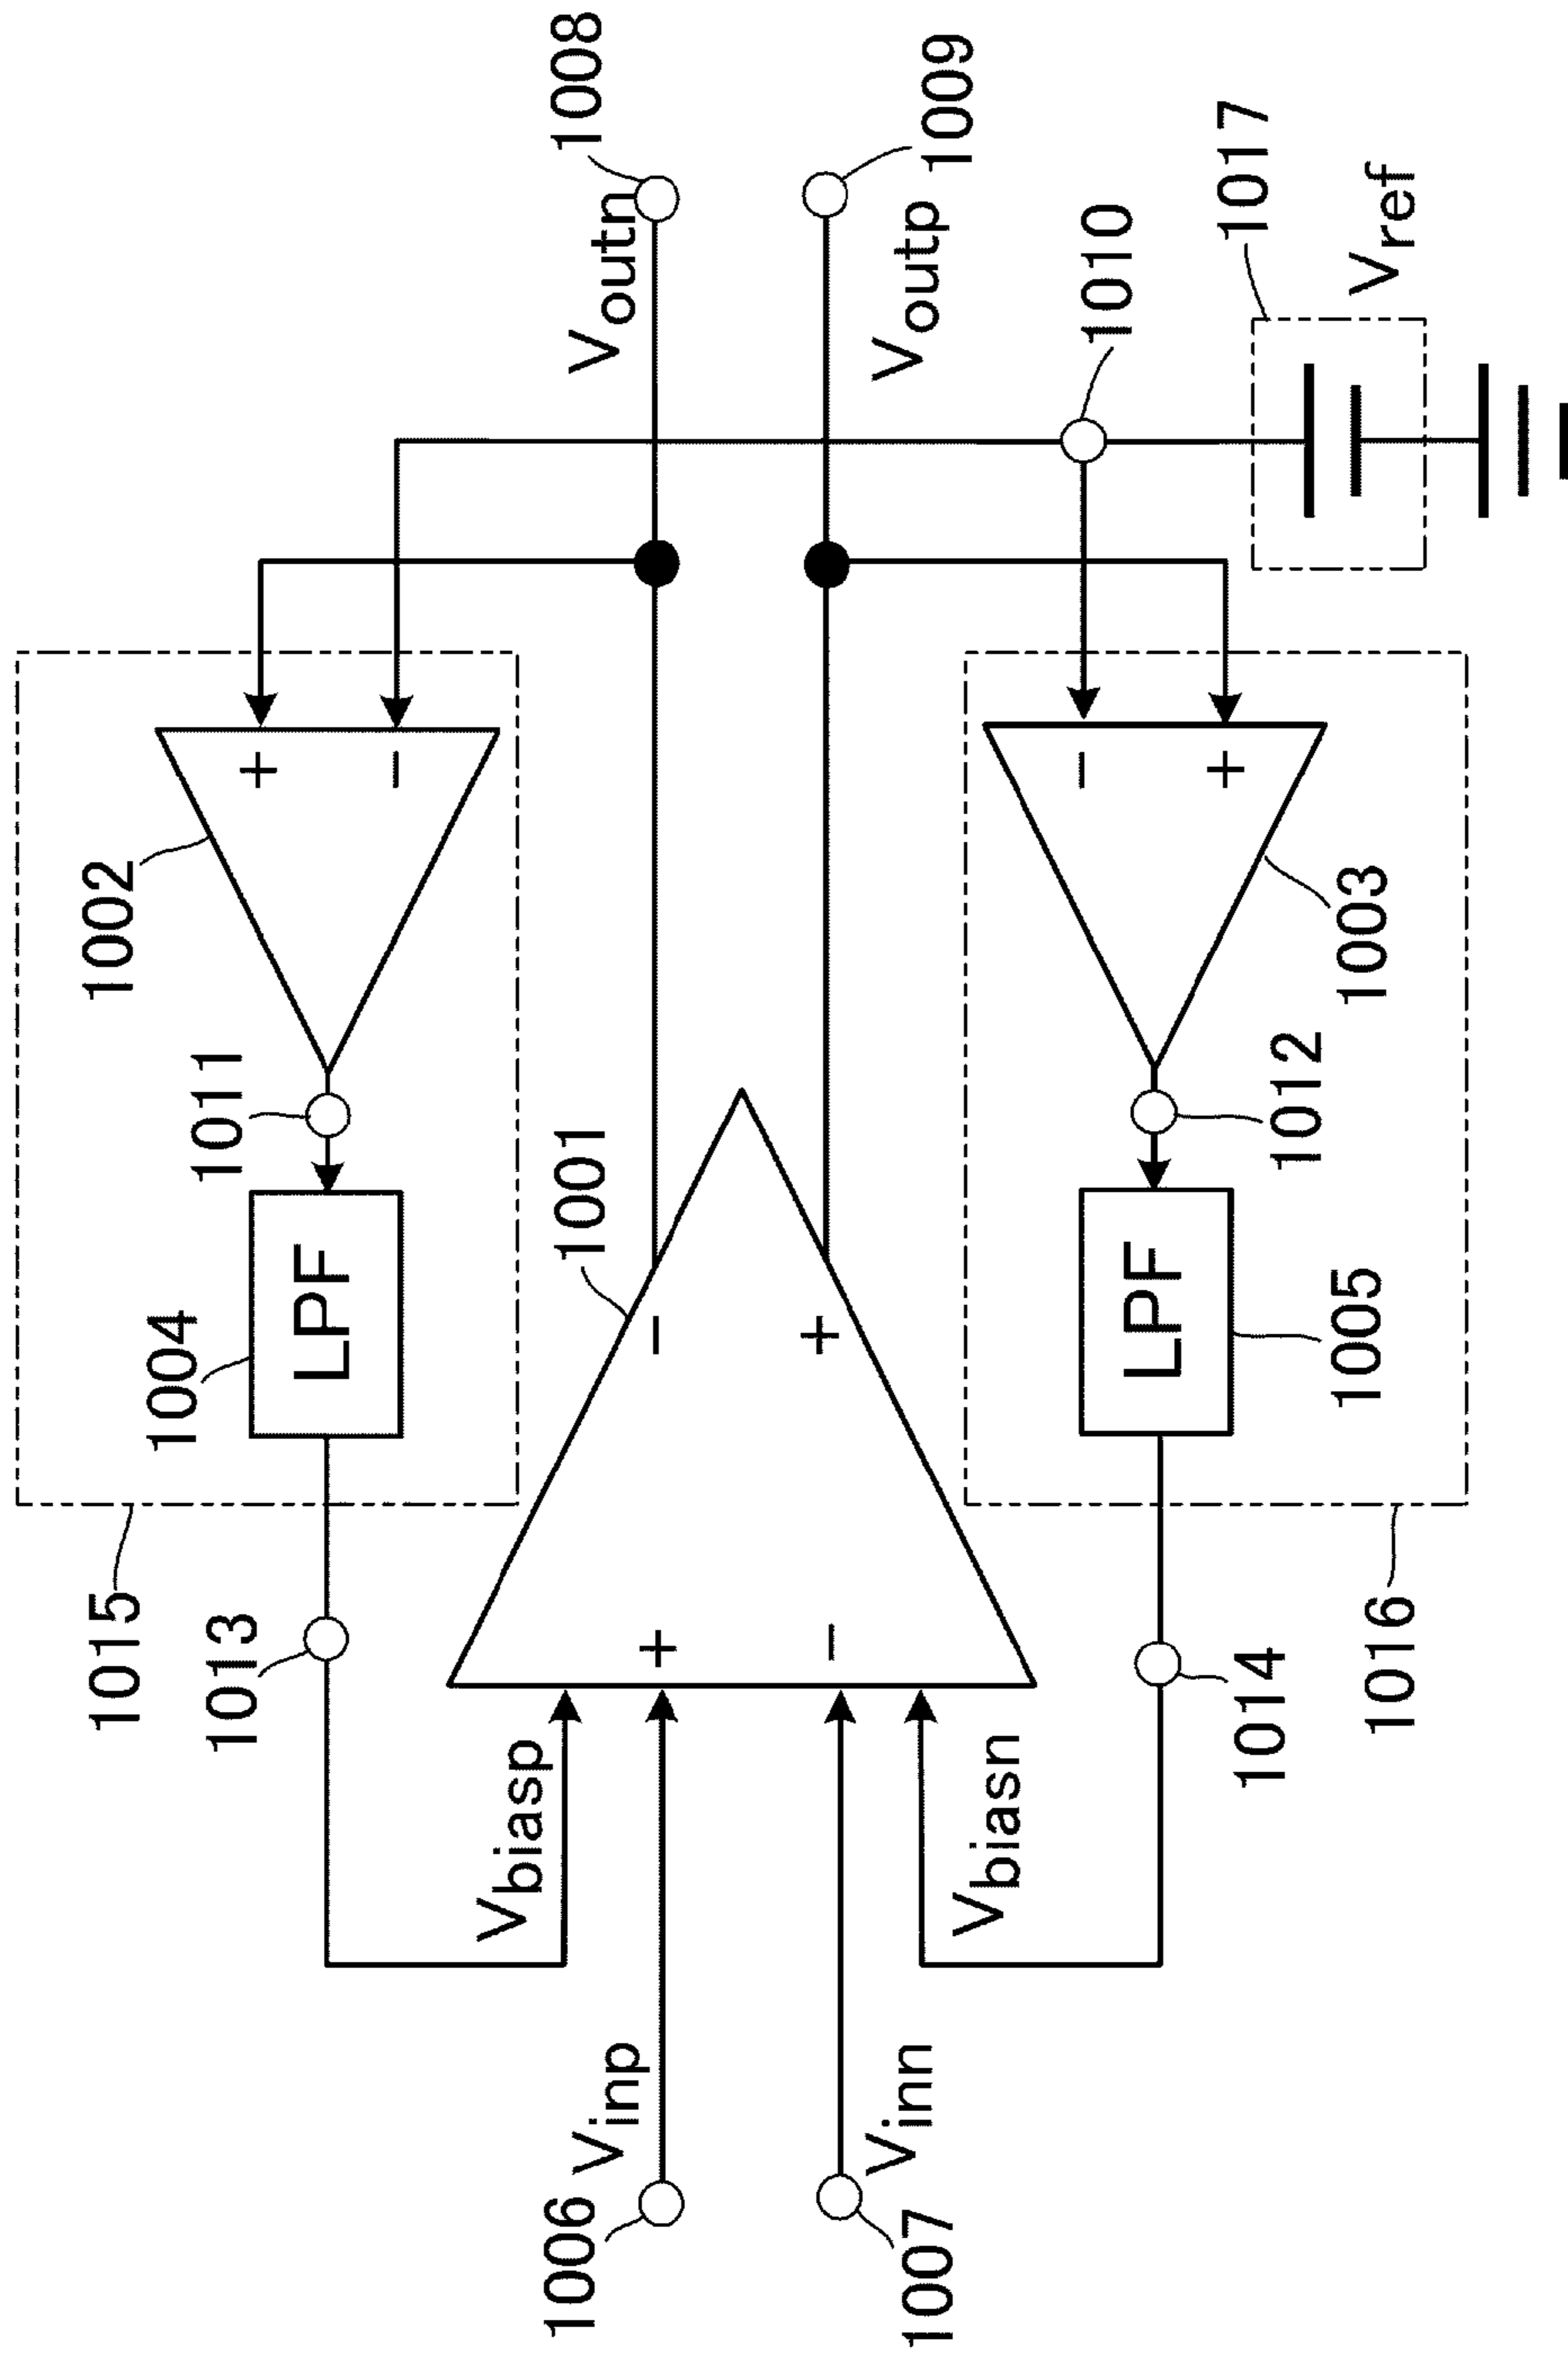 1015
1002
1004
1011
LPF
+
−
1013
Vbiasp
1001
Voutn
1008
1006
Vinp
+
−
−
+
Vinn
1007
Voutp
1009
Vbiasn
1010
−
+
LPF
1014
1012
1005
1003
1016
1017
Vref